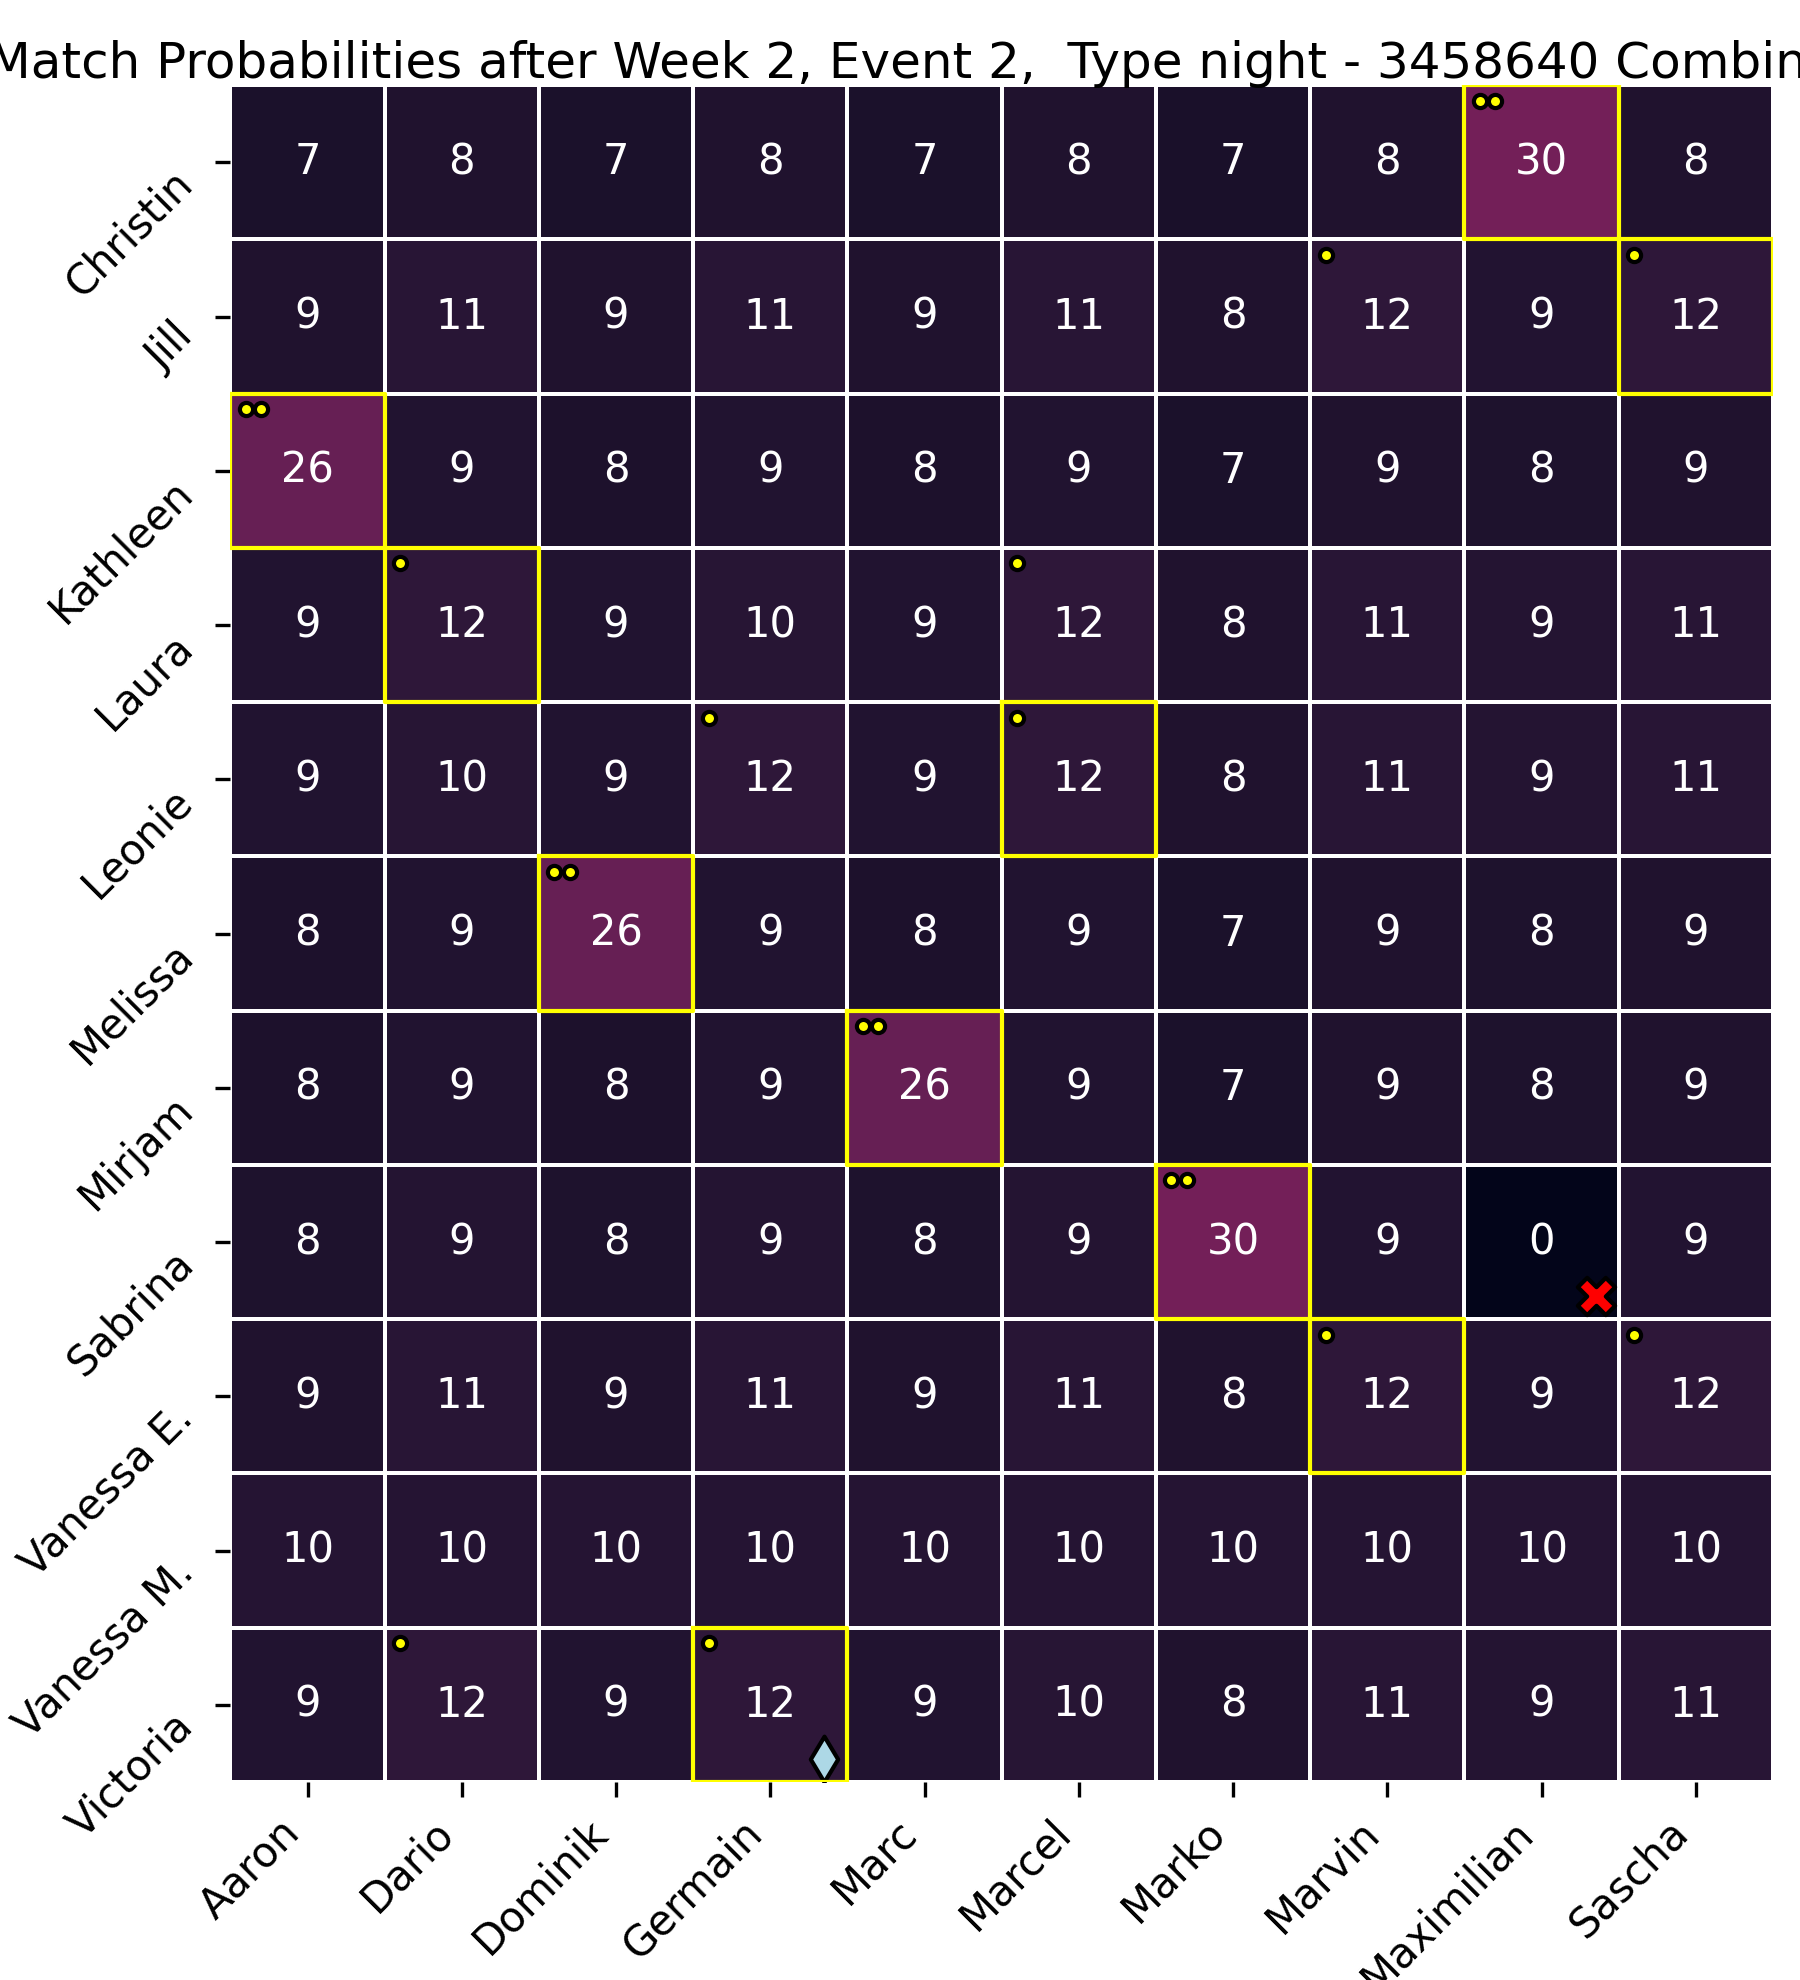 Match Probabilities after Week 2, Event 2,  Type night - 3458640 Combin
Christin 7 8 7 8 7 8 7 8 30 8
Jill 9 11 9 11 9 11 8 12 9 12
Kathleen 26 9 8 9 8 9 7 9 8 9
Laura 9 12 9 10 9 12 8 11 9 11
Leonie 9 10 9 12 9 12 8 11 9 11
Melissa 8 9 26 9 8 9 7 9 8 9
Mirjam 8 9 8 9 26 9 7 9 8 9
Sabrina 8 9 8 9 8 9 30 9 0 9
Vanessa E. 9 11 9 11 9 11 8 12 9 12
Vanessa M. 10 10 10 10 10 10 10 10 10 10
Victoria 9 12 9 12 9 10 8 11 9 11
Aaron Dario Dominik Germain Marc Marcel Marko Marvin Maximilian Sascha